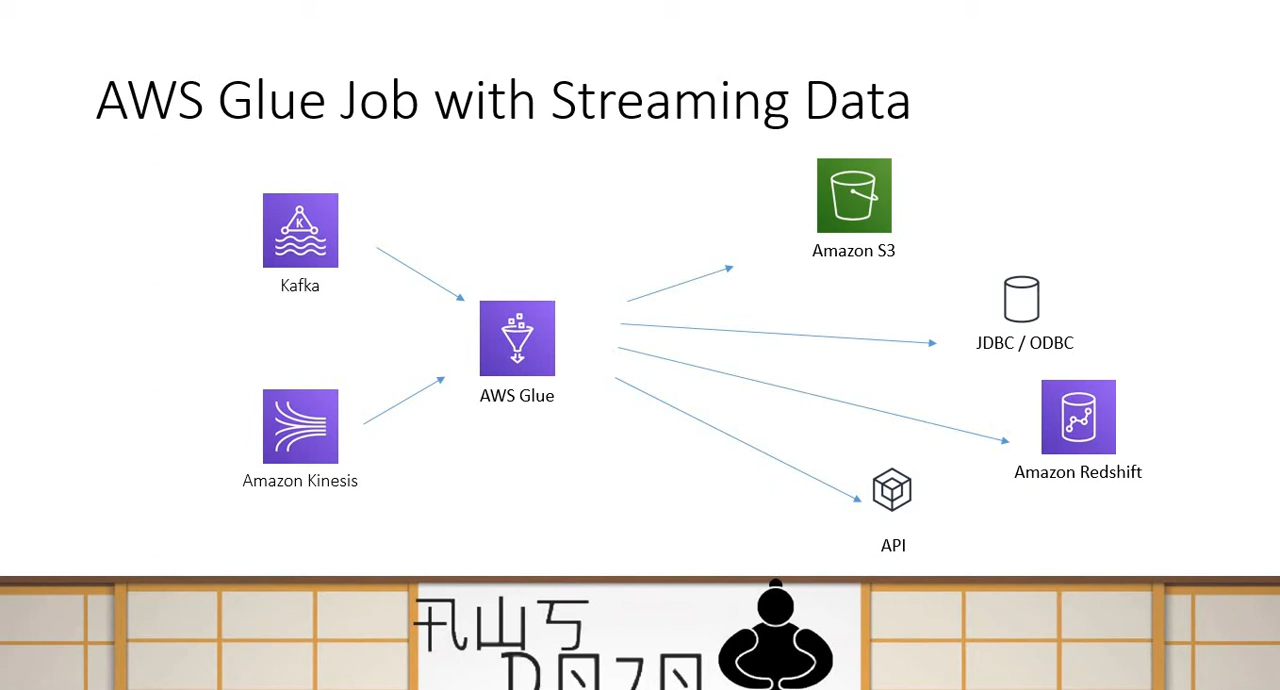 AWS Glue Job with Streaming Data
Kafka
K
Amazon S3
JDBC / ODBC
AWS Glue
Amazon Redshift
Amazon Kinesis
API